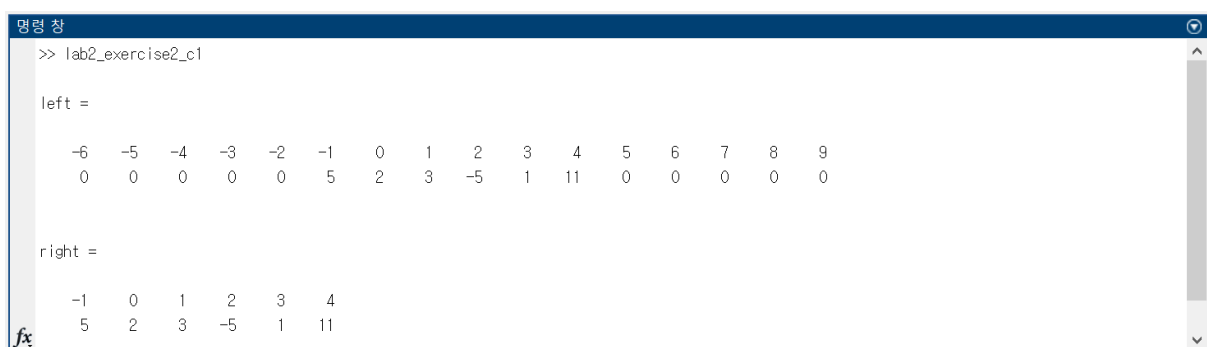 명령 창
>> lab2_exercise2_c1
left =
-6 -5 -4 -3 -2 -1 0 1 2 3 4 5 6 7 8 9
0 0 0 0 0 5 2 3 -5 1 11 0 0 0 0 0
right =
-1 0 1 2 3 4
5 2 3 -5 1 11
fx